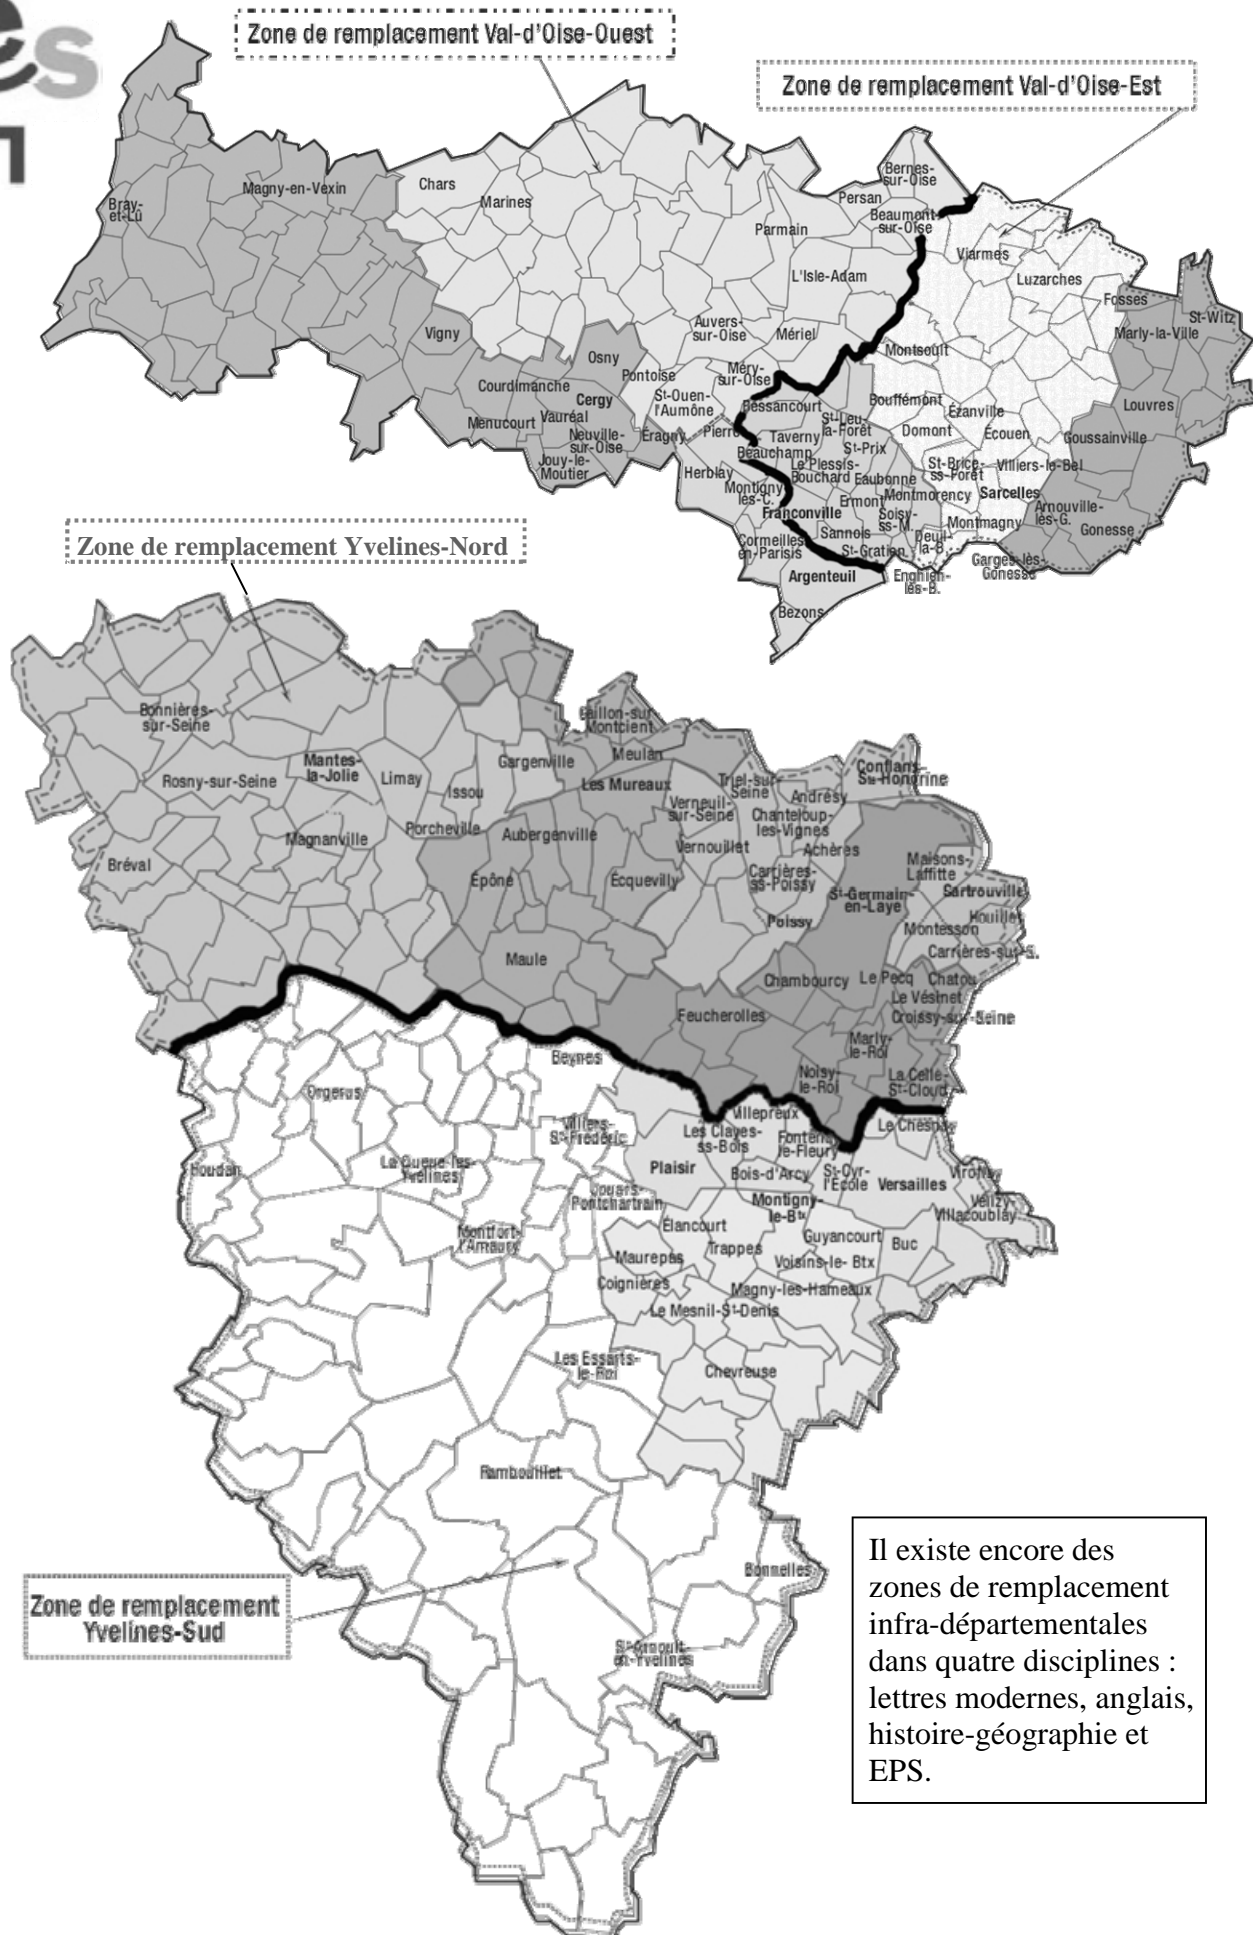 es
Zone de remplacement Val-d'Oise-Ouest
Zone de remplacement Val-d'Oise-Est
Bernes-
sur-Oise
Magny-en-Vexin
Chars
Marines
Persan
Bray-
et-Lû
Beaumont-
sur-Oise
Parmain
Viarmes
L'Isle-Adam
Luzarches
Fosses
St-Witz
Vigny
Auvers-
sur-Oise
Mériel
Marly-la-Ville
Montsoult
Osny
Pontoise
Méry-
sur-Oise
Courdimanche
Cergy
St-Ouen-
l'Aumône
Bessancourt
Bouffémont
Ézanville
Louvres
Menucourt
Vauréal
Neuville-
sur-Oise
Éragny
Pierre
St-Leu-
la-Forêt
Taverny
Domont
Écouen
Goussainville
Jouy-le-
Moutier
Beauchamp
St-Prix
Herblay
Le Plessis-
Bouchard
Eaubonne
St-Brice-
ss-Forêt
Villiers-le-Bel
Montigny-
lès-C.
Ermont
Montmorency
Sarcelles
Arnouville-
lès-G.
Franconville
Soisy-
ss-M.
Montmagny
Gonesse
Cormeilles-
en-Parisis
Sannois
Deuil-
la-B.
St-Gratien
Garges-lès-
Gonesse
Argenteuil
Enghien-
les-B.
Bezons
Zone de remplacement Yvelines-Nord
Bonnières-
sur-Seine
Gaillon-sur-
Montcient
Mantes-
la-Jolie
Gargenville
Meulan
Conflans-
Ste-Honorine
Rosny-sur-Seine
Limay
Issou
Les Mureaux
Triel-sur-
Seine
Andrésy
Verneuil-
sur-Seine
Chanteloup-
les-Vignes
Magnanville
Porcheville
Aubergenville
Vernouillet
Achères
Bréval
Maisons-
Laffitte
Épône
Ecquevilly
Carrières-
ss-Poissy
St-Germain-
en-Laye
Sartrouville
Poissy
Houilles
Montesson
Maule
Carrières-sur-S.
Chambourcy
Le Pecq
Chatou
Le Vésinet
Feucherolles
Croissy-sur-Seine
Marly-
le-Roi
Beynes
Noisy-
le-Roi
La Celle-
St-Cloud
Orgerus
Villepreux
Villiers-
St-Frédéric
Les Clayes-
ss-Bois
Fontenay-
le-Fleury
Le Chesnay
Houdan
La Queue-les-
Yvelines
Plaisir
Bois-d'Arcy
St-Cyr-
l'École
Versailles
Viroflay
Jouars-
Pontchartrain
Montigny-
le-Btx
Vélizy-
Villacoublay
Montfort-
l'Amaury
Élancourt
Trappes
Guyancourt
Buc
Maurepas
Voisins-le- Btx
Coignières
Magny-les-Hameaux
Le Mesnil-St-Denis
Les Essarts-
le-Roi
Chevreuse
Rambouillet
Bonnelles
Zone de remplacement
Yvelines-Sud
St-Arnoult-
en-Yvelines
Il existe encore des
zones de remplacement
infra-départementales
dans quatre disciplines :
lettres modernes, anglais,
histoire-géographie et
EPS.